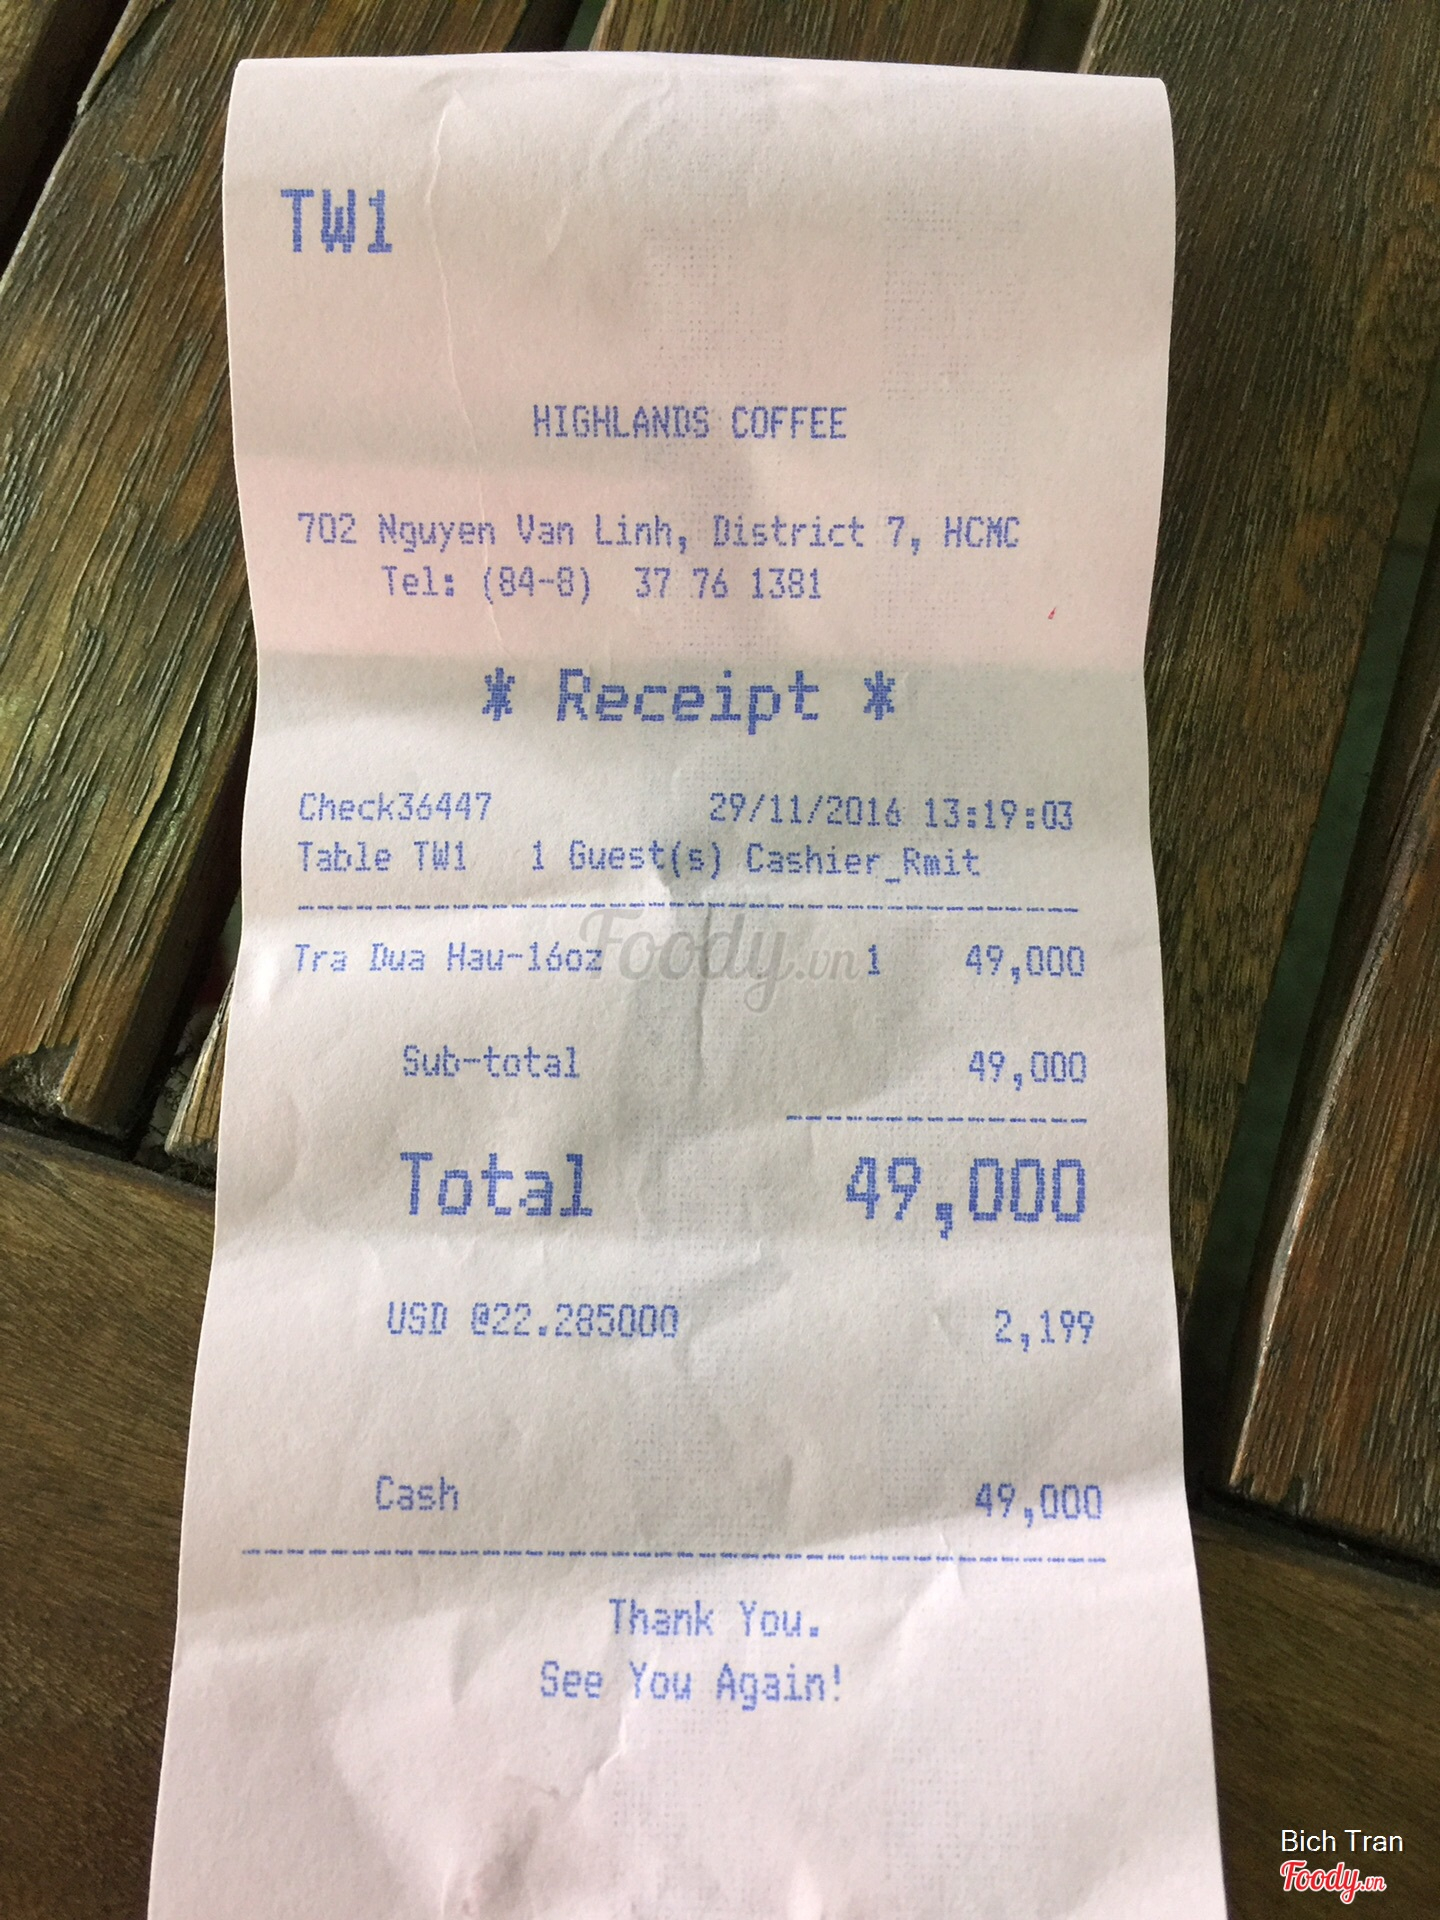 TW1
HIGHLANDS COFFEE
702 Nguyen Van Linh, District 7, HCMC
Tel: (84-8) 37 76 1381
* Receipt *
Check36447 29/11/2016 13:19:03
Table TW1 1 Guest(s) Cashier_Rmit
Tra Dua Hau-16oz 1 49,000
Foody.vn
Sub-total 49,000
Total 49,000
USD @22.285000 2,199
Cash 49,000
Thank You.
See You Again!
Bich Tran
Foody.vn